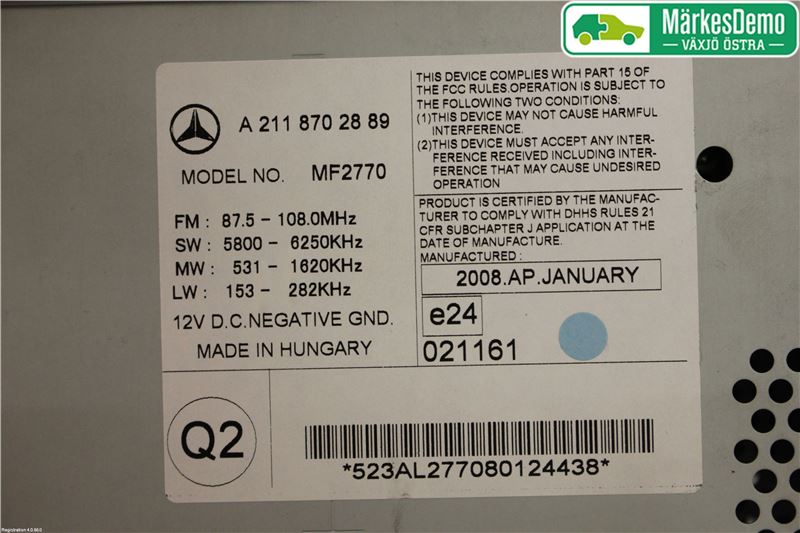 MärkesDemo
VÄXJÖ ÖSTRA
A 211 870 28 89
MODEL NO. MF2770
FM : 87.5 - 108.0MHz
SW : 5800 - 6250KHz
MW : 531 - 1620KHz
LW : 153 - 282KHz
12V D.C.NEGATIVE GND.
MADE IN HUNGARY
THIS DEVICE COMPLIES WITH PART 15 OF
THE FCC RULES.OPERATION IS SUBJECT TO
THE FOLLOWING TWO CONDITIONS:
(1)THIS DEVICE MAY NOT CAUSE HARMFUL
INTERFERENCE.
(2)THIS DEVICE MUST ACCEPT ANY INTER-
FERENCE RECEIVED INCLUDING INTER-
FERENCE THAT MAY CAUSE UNDESIRED
OPERATION
PRODUCT IS CERTIFIED BY THE MANUFAC-
TURER TO COMPLY WITH DHHS RULES 21
CFR SUBCHAPTER J APPLICATION AT THE
DATE OF MANUFACTURE.
MANUFACTURED :
2008.AP.JANUARY
e24
021161
Q2
*523AL277080124438*
Registration 4.0.66.0